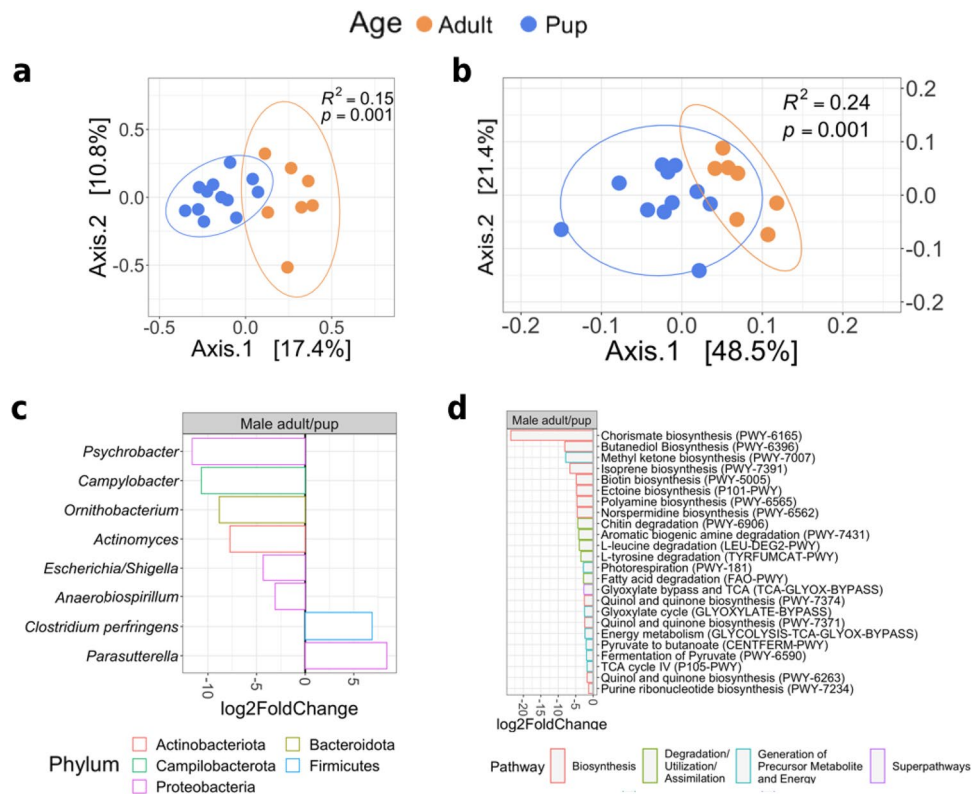 Age Adult Pup
a
R² = 0.15
p = 0.001
0.5
0.0
-0.5
Axis.2 [10.8%]
-0.5 0.0 0.5
Axis.1 [17.4%]
b
R² = 0.24
p = 0.001
0.2
0.1
0.0
-0.1
-0.2
Axis.2 [21.4%]
-0.2 -0.1 0.0 0.1 0.2
Axis.1 [48.5%]
c
Male adult/pup
Psychrobacter
Campylobacter
Ornithobacterium
Actinomyces
Escherichia/Shigella
Anaerobiospirillum
Clostridium perfringens
Parasutterella
-10 -5 0 5
log2FoldChange
Phylum
Actinobacteriota
Bacteroidota
Campilobacterota
Firmicutes
Proteobacteria
d
Male adult/pup
Chorismate biosynthesis (PWY-6165)
Butanediol Biosynthesis (PWY-6396)
Methyl ketone biosynthesis (PWY-7007)
Isoprene biosynthesis (PWY-7391)
Biotin biosynthesis (PWY-5005)
Ectoine biosynthesis (P101-PWY)
Polyamine biosynthesis (PWY-6565)
Norspermidine biosynthesis (PWY-6562)
Chitin degradation (PWY-6906)
Aromatic biogenic amine degradation (PWY-7431)
L-leucine degradation (LEU-DEG2-PWY)
L-tyrosine degradation (TYRFUMCAT-PWY)
Photorespiration (PWY-181)
Fatty acid degradation (FAO-PWY)
Glyoxylate bypass and TCA (TCA-GLYOX-BYPASS)
Quinol and quinone biosynthesis (PWY-7374)
Glyoxylate cycle (GLYOXYLATE-BYPASS)
Quinol and quinone biosynthesis (PWY-7371)
Energy metabolism (GLYCOLYSIS-TCA-GLYOX-BYPASS)
Pyruvate to butanoate (CENTFERM-PWY)
Fermentation of Pyruvate (PWY-6590)
TCA cycle IV (P105-PWY)
Quinol and quinone biosynthesis (PWY-6263)
Purine ribonucleotide biosynthesis (PWY-7234)
-20 -15 -10 -5 0
log2FoldChange
Pathway
Biosynthesis
Degradation/
Utilization/
Assimilation
Generation of
Precursor Metabolite
and Energy
Superpathways